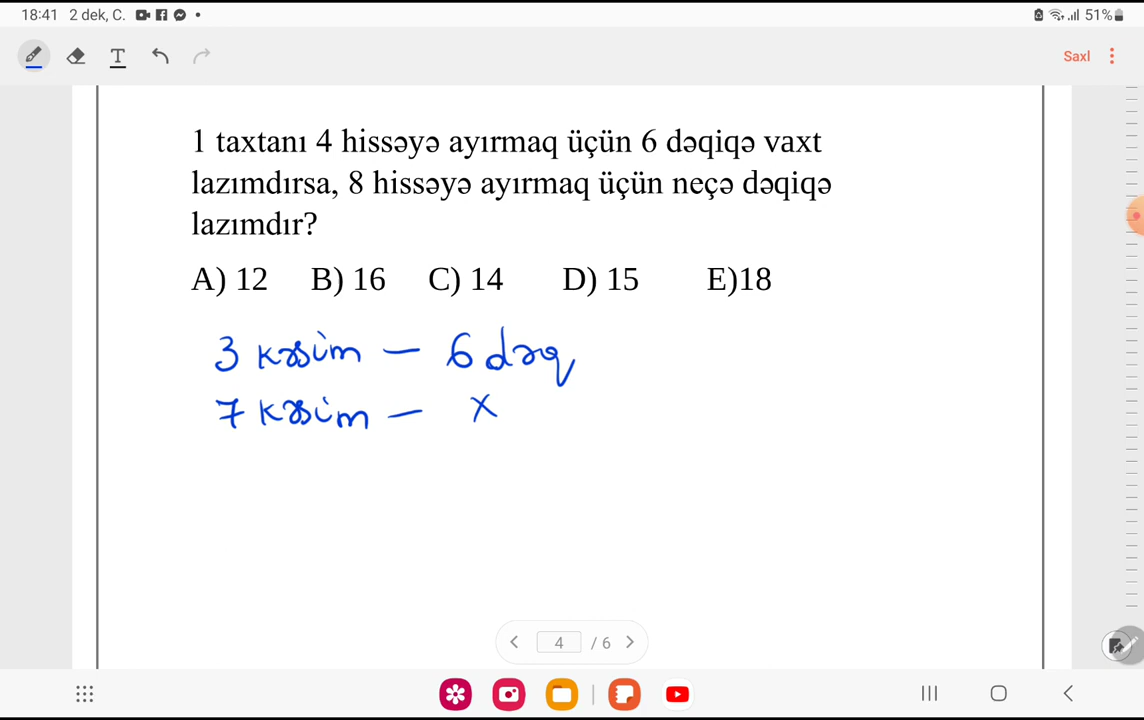 18:41 2 dek, C. 51%
T Saxl
1 taxtanı 4 hissəyə ayırmaq üçün 6 dəqiqə vaxt
lazımdırsa, 8 hissəyə ayırmaq üçün neçə dəqiqə
lazımdır?
A) 12 B) 16 C) 14 D) 15 E)18
3 kəsim — 6 dəq
7 kəsim — x
4 / 6